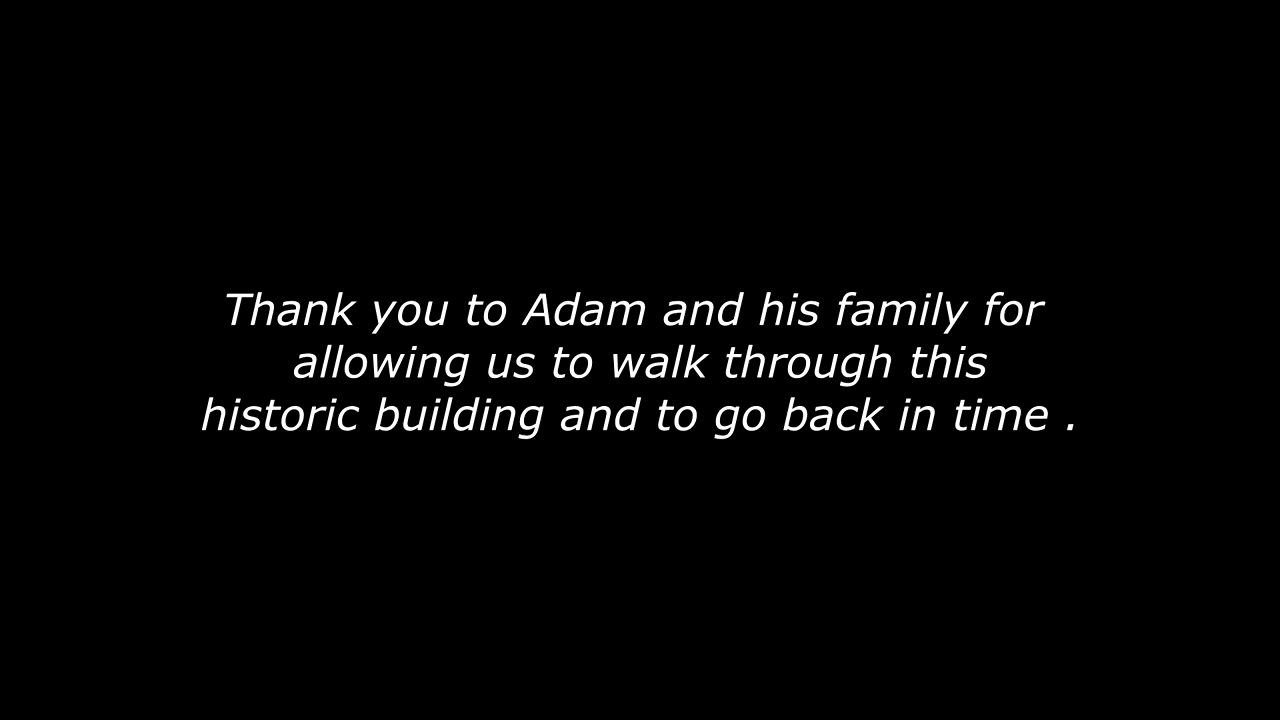 Thank you to Adam and his family for
allowing us to walk through this
historic building and to go back in time .